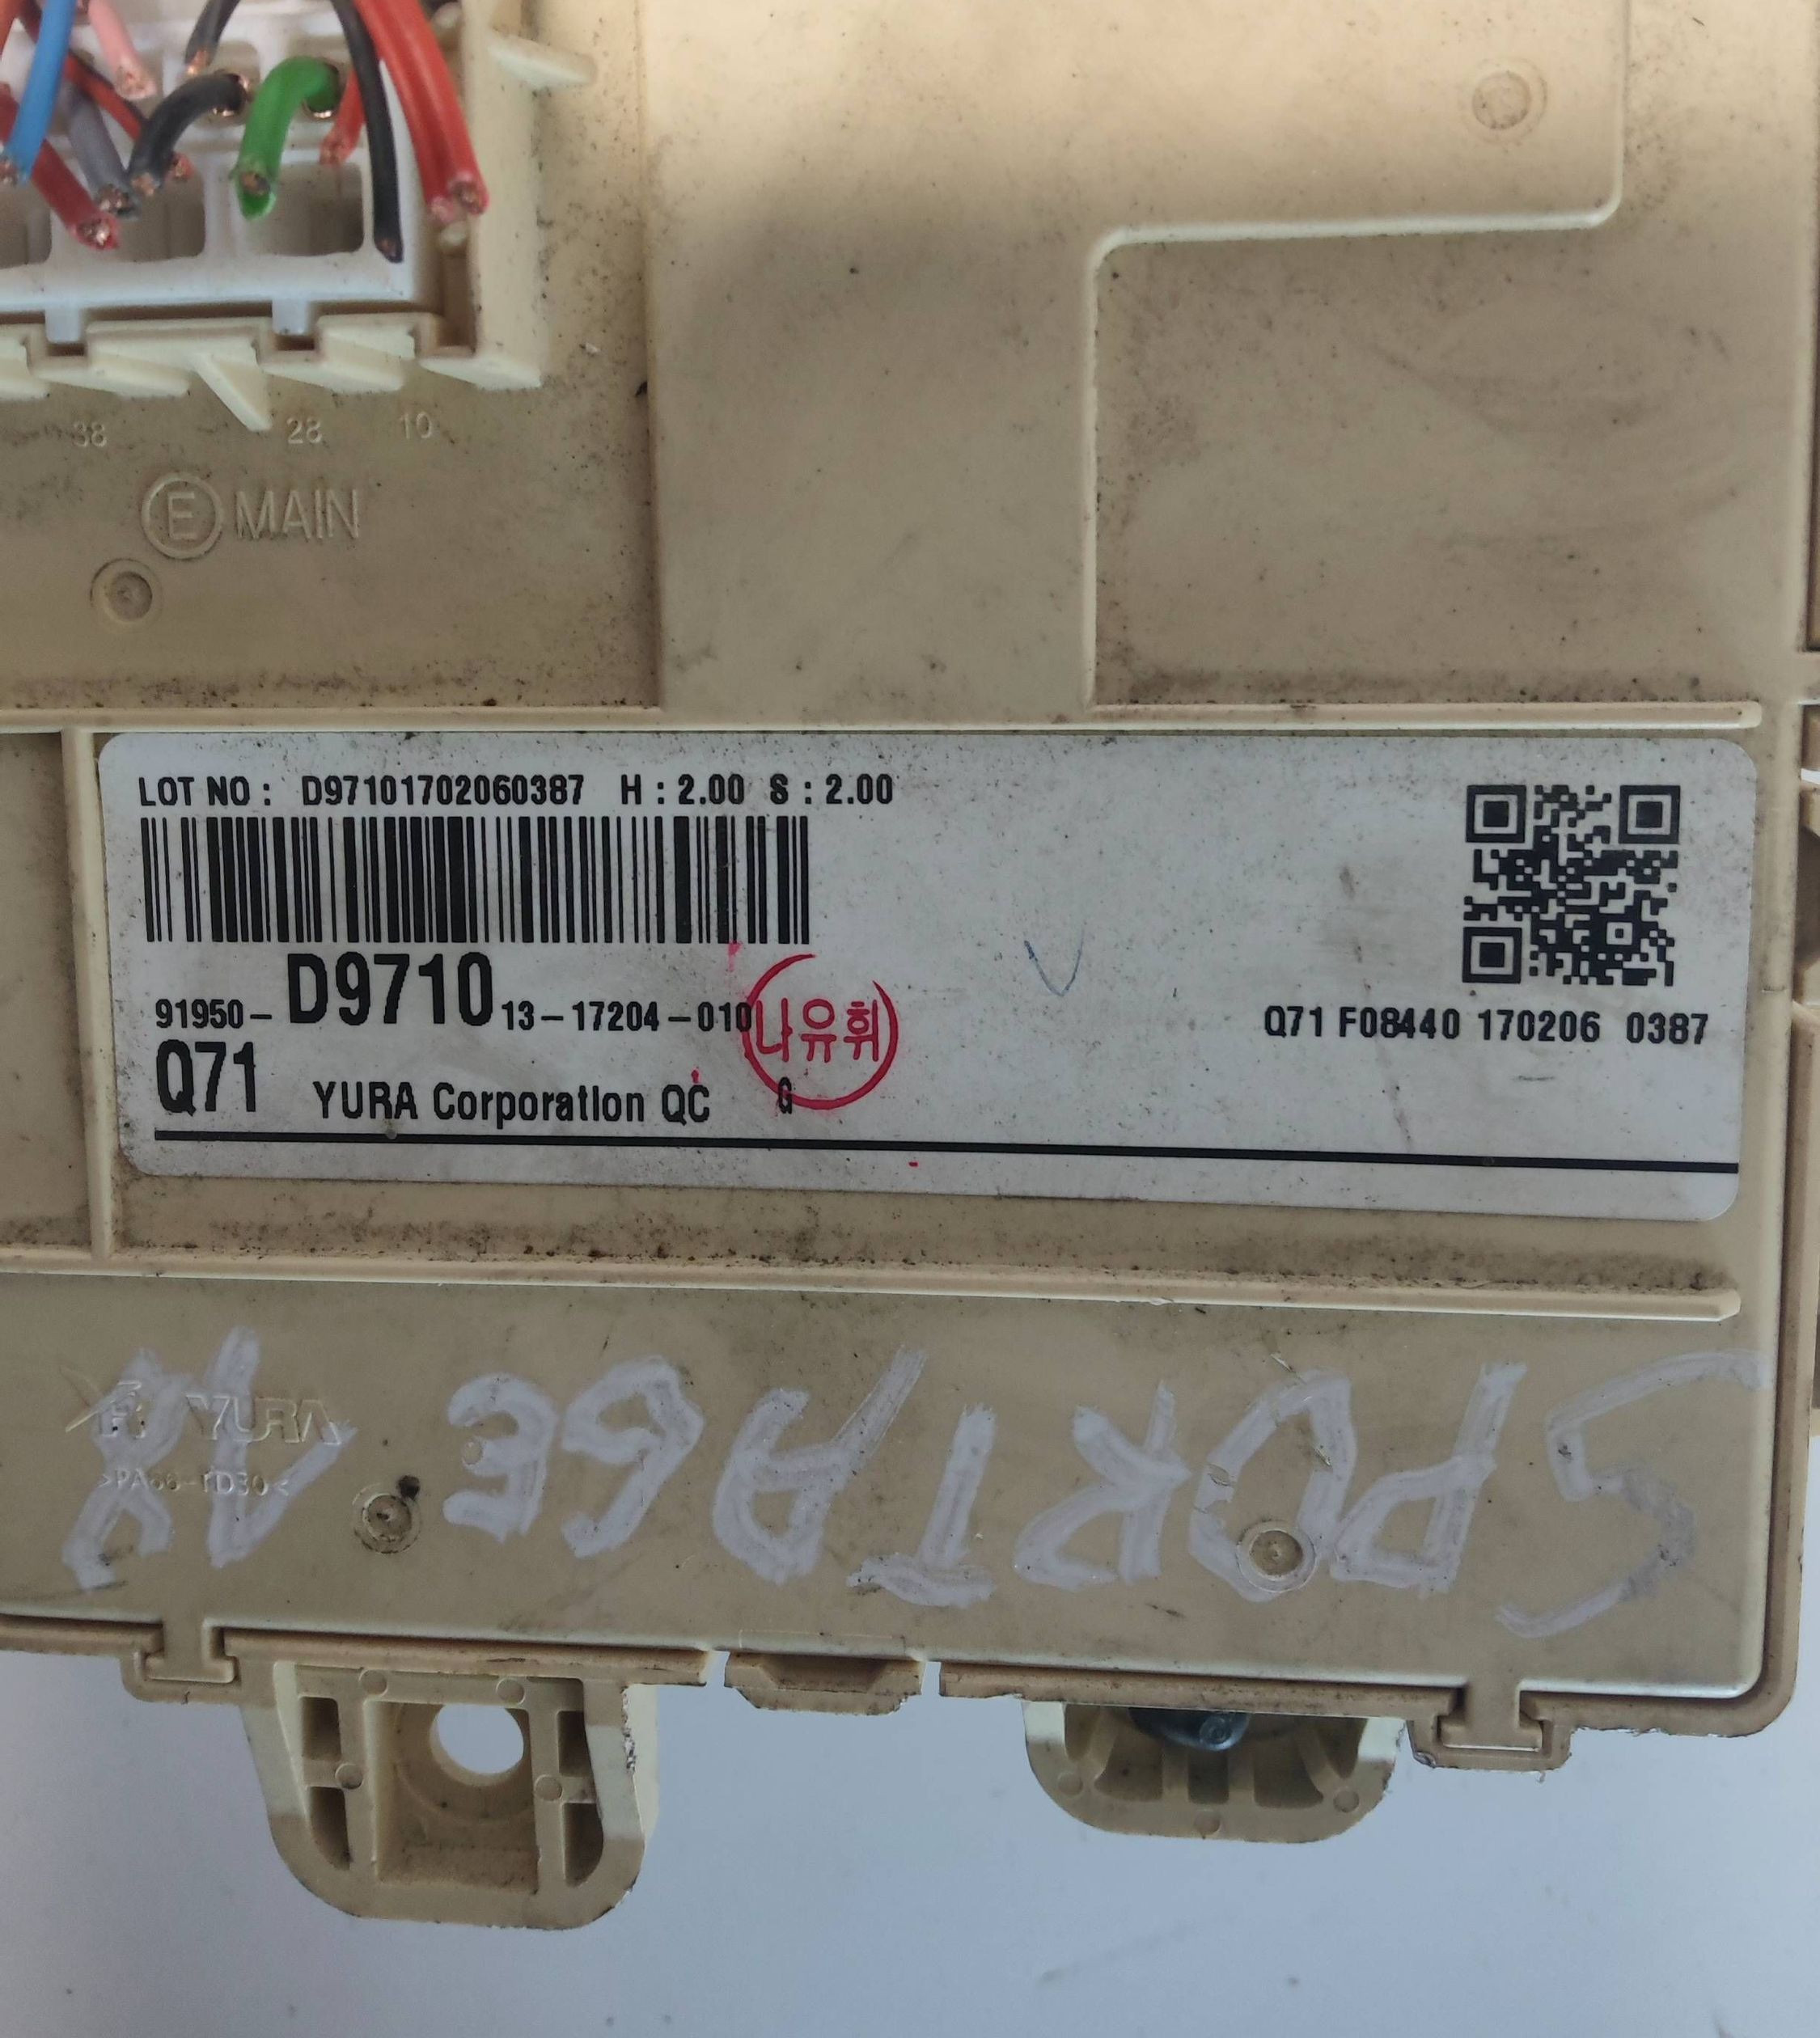 38 28 10
E MAIN
LOT NO : D97101702060387 H : 2.00 S : 2.00
91950- D9710 13-17204-010
나유휘
Q71 F08440 170206 0387
Q71 YURA Corporation QC G
YURA
SPORTAGE